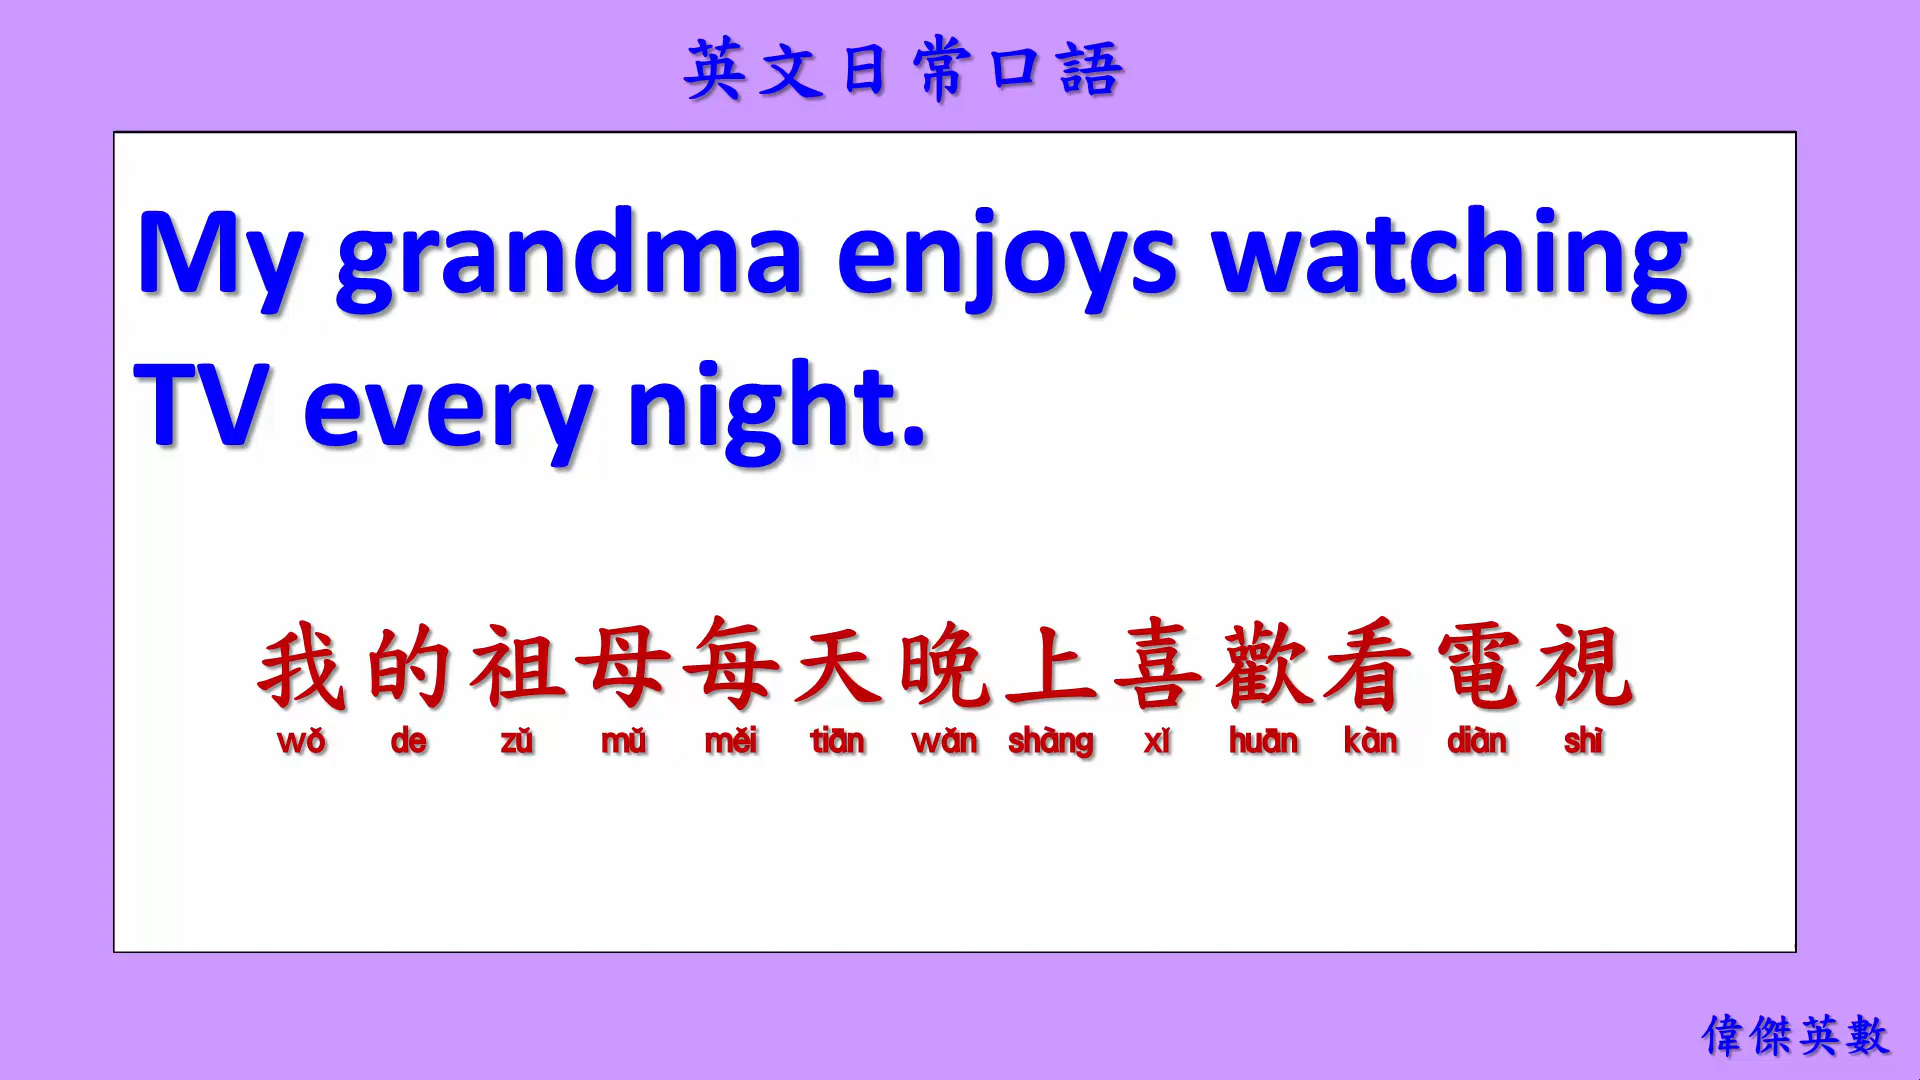 英文日常口語
My grandma enjoys watching
TV every night.
我的祖母每天晚上喜歡看電視
wǒ de zǔ mǔ měi tiān wǎn shàng xǐ huān kàn diàn shì
偉傑英數